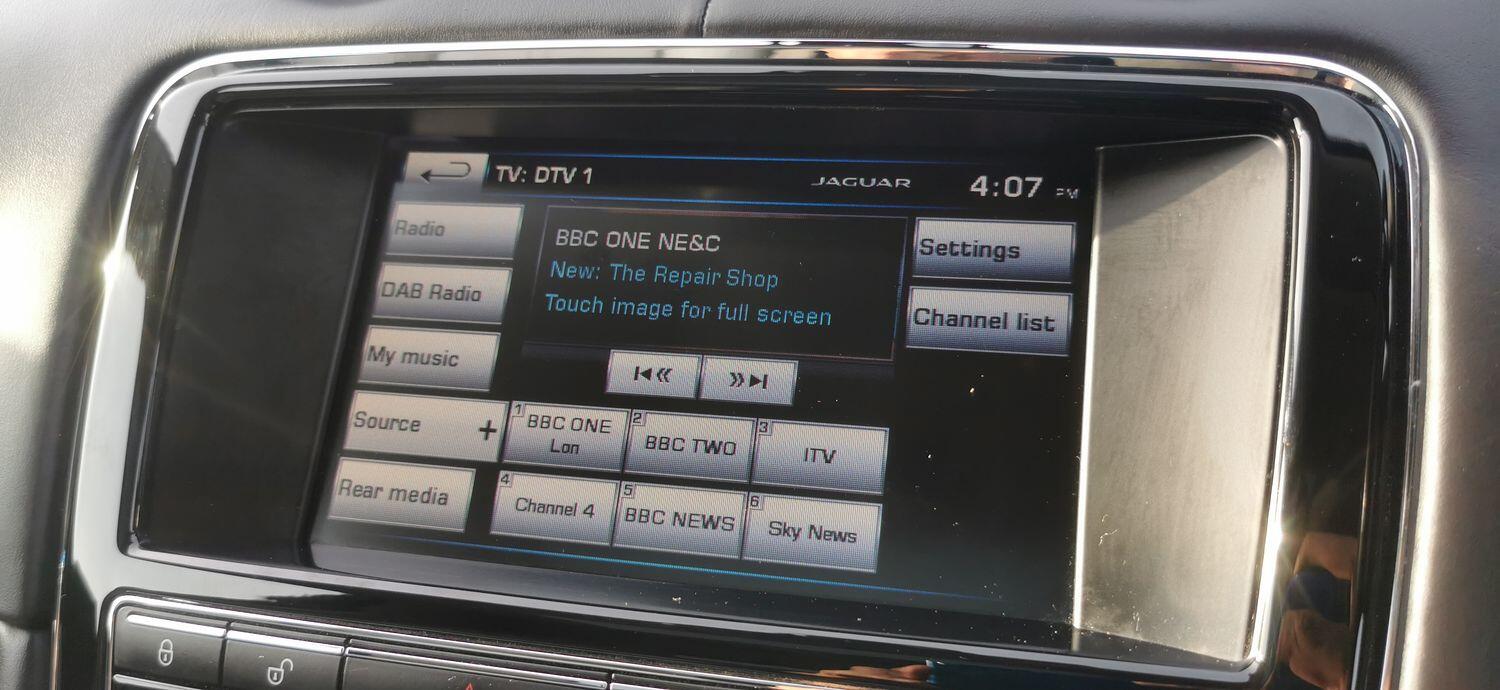 TV: DTV 1
JAGUAR
4:07 PM
Radio
DAB Radio
My music
Source +
Rear media
BBC ONE NE&C
New: The Repair Shop
Touch image for full screen
Settings
Channel list
1 BBC ONE
Lon
2 BBC TWO
3 ITV
4 Channel 4
5 BBC NEWS
6 Sky News